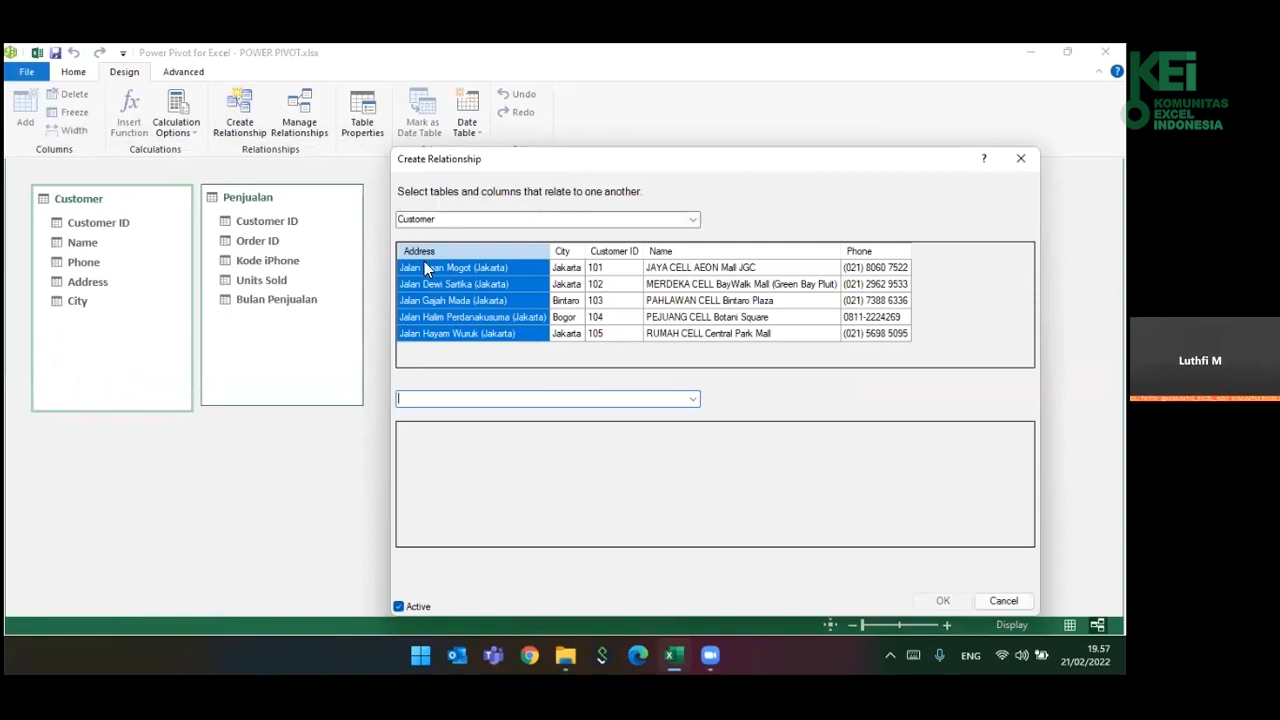 Power Pivot for Excel - POWER PIVOT.xlsx
KEi
KOMUNITAS
EXCEL
INDONESIA
File Home Design Advanced
Add
Delete
Freeze
Width
Columns
Insert
Function
Calculation
Options
Calculations
Create
Relationship
Manage
Relationships
Relationships
Table
Properties
Mark as
Date Table
Date
Table
Undo
Redo
Customer
Customer ID
Name
Phone
Address
City
Penjualan
Customer ID
Order ID
Kode iPhone
Units Sold
Bulan Penjualan
Create Relationship
?
Select tables and columns that relate to one another.
Customer
Address City Customer ID Name Phone
Jalan Mogot (Jakarta) Jakarta 101 JAYA CELL AEON Mall JGC (021) 8060 7522
Jalan Dewi Sartika (Jakarta) Jakarta 102 MERDEKA CELL BayWalk Mall (Green Bay Pluit) (021) 2962 9533
Jalan Gajah Mada (Jakarta) Bintaro 103 PAHLAWAN CELL Bintaro Plaza (021) 7388 6336
Jalan Halim Perdanakusuma (Jakarta) Bogor 104 PEJUANG CELL Botani Square 0811-2224269
Jalan Hayam Wuruk (Jakarta) Jakarta 105 RUMAH CELL Central Park Mall (021) 5698 5095
Active
OK Cancel
Luthfi M
Display
ENG
19.57
21/02/2022